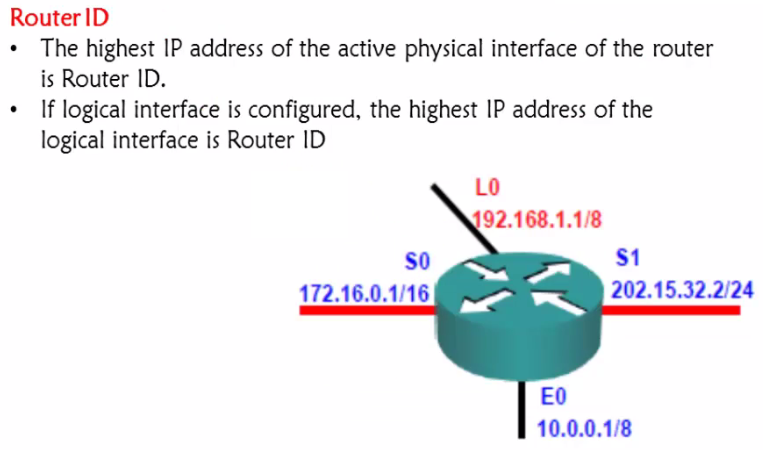 Router ID
• The highest IP address of the active physical interface of the router
is Router ID.
• If logical interface is configured, the highest IP address of the
logical interface is Router ID
L0
192.168.1.1/8
S0
172.16.0.1/16
S1
202.15.32.2/24
E0
10.0.0.1/8